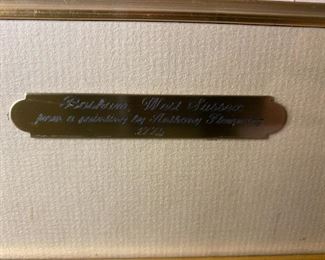 Bosham, West Sussex
from a painting by Anthony